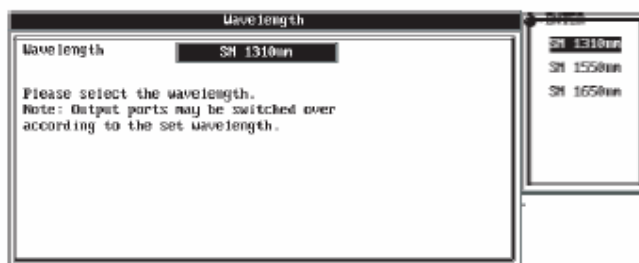 Wavelength
Wavelength SM 1310nm
Please select the wavelength.
Note: Output ports may be switched over
according to the set wavelength.
SM 1310nm
SM 1550nm
SM 1650nm